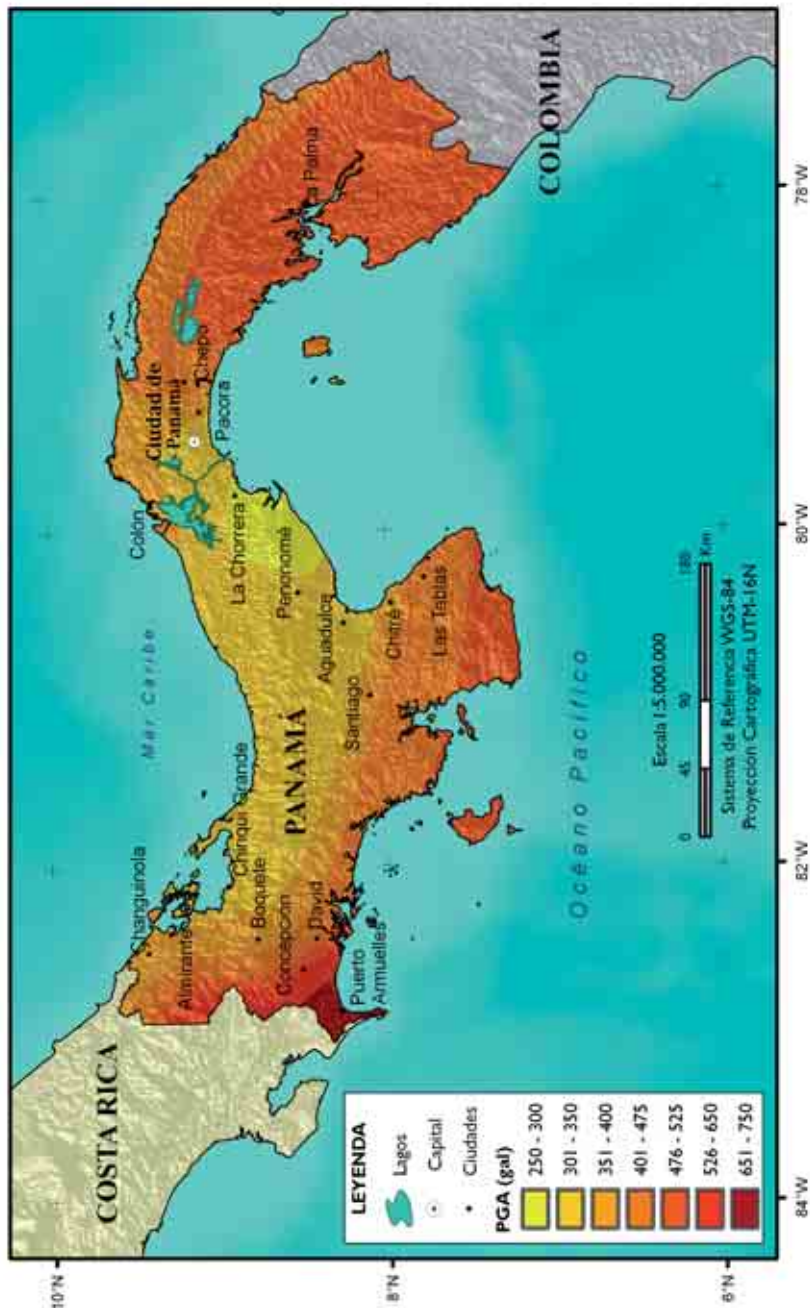 COSTA RICA
COLOMBIA
PANAMÁ
Mar Caribe
Océano Pacífico
Changuinola
Almirante
Chiriquí Grande
Boquete
Concepción
David
Puerto
Armuelles
Santiago
Aguadulce
Penonomé
La Chorrera
Chitré
Las Tablas
Colón
Ciudad de
Panamá
Pacora
Chepo
La Palma
LEYENDA
Lagos
Capital
Ciudades
PGA (gal)
250 - 300
301 - 350
351 - 400
401 - 475
476 - 525
526 - 650
651 - 750
Escala 1:5.000.000
0 45 90 180
Km
Sistema de Referencia WGS-84
Proyección Cartográfica UTM-16N
10°N
8°N
6°N
84°W
82°W
80°W
78°W